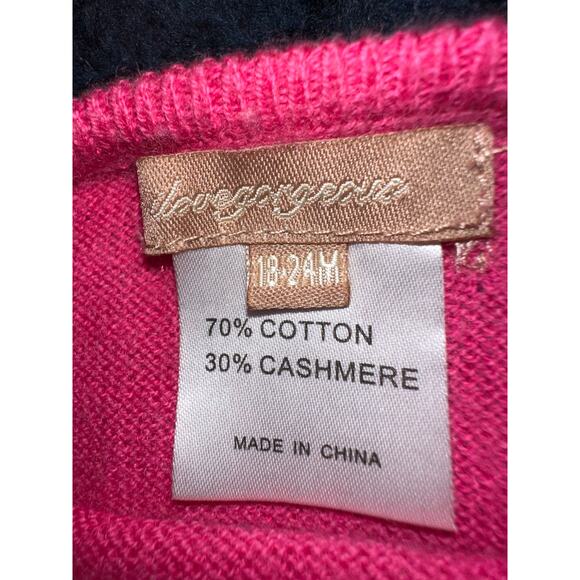 ilovegorgeous
18-24M
70% COTTON
30% CASHMERE
MADE IN CHINA